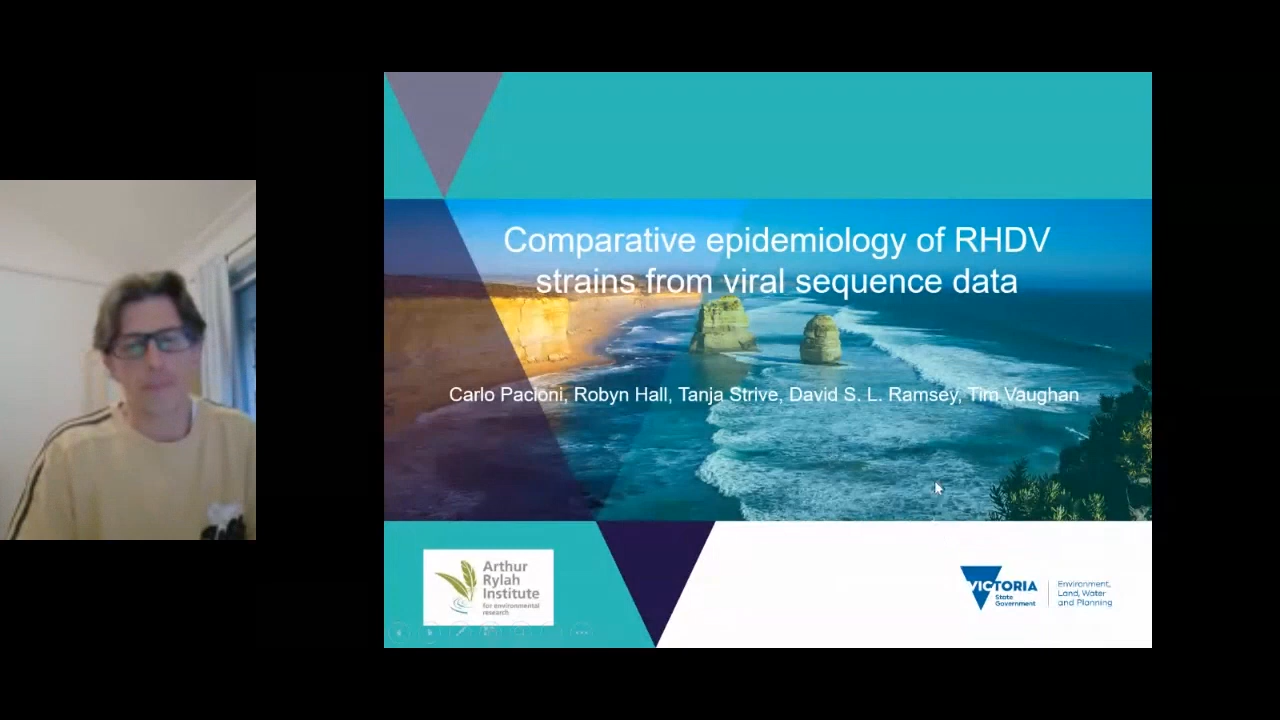 Comparative epidemiology of RHDV
strains from viral sequence data
Carlo Pacioni, Robyn Hall, Tanja Strive, David S. L. Ramsey, Tim Vaughan
Arthur
Rylah
Institute
for environmental
research
VICTORIA
State
Government
Environment,
Land, Water
and Planning